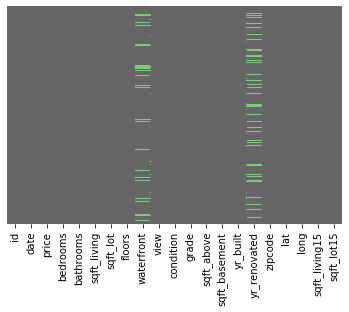 id
date
price
bedrooms
bathrooms
sqft_living
sqft_lot
floors
waterfront
view
condition
grade
sqft_above
sqft_basement
yr_built
yr_renovated
zipcode
lat
long
sqft_living15
sqft_lot15